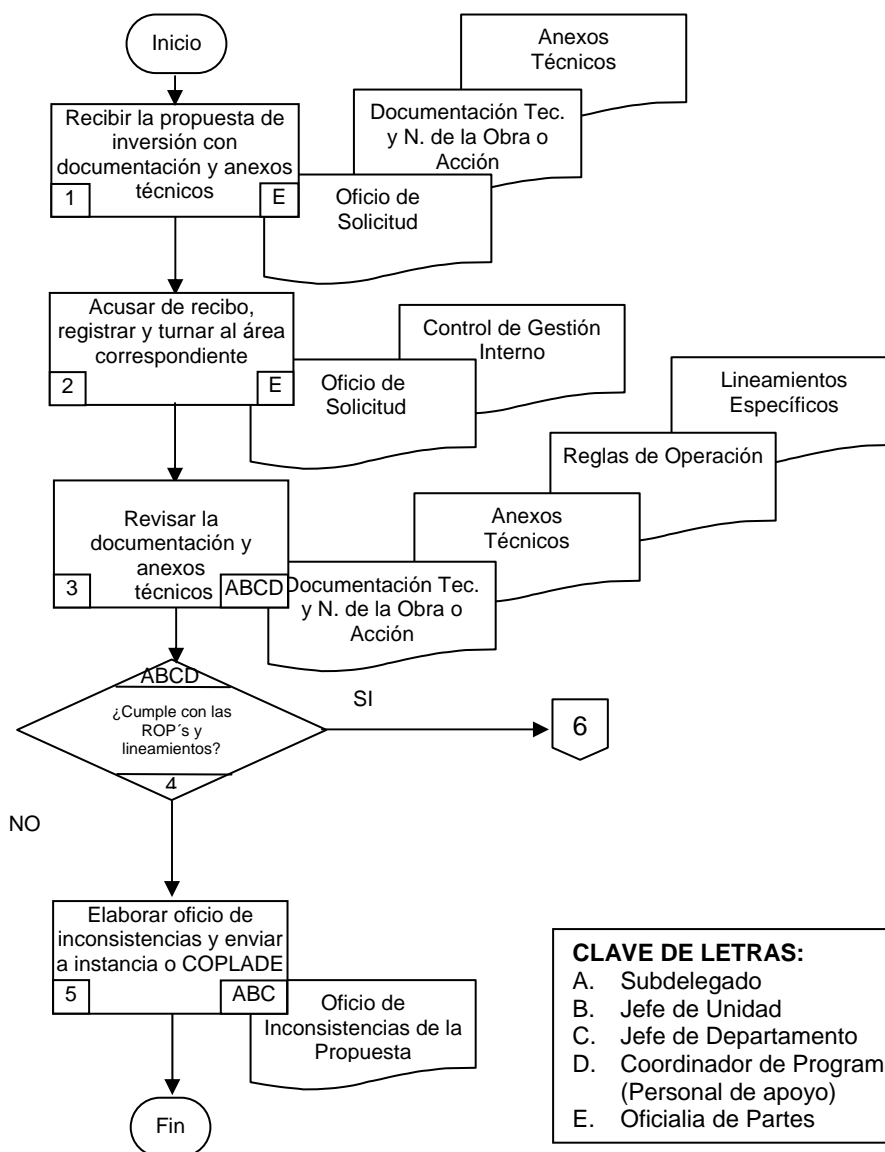 Inicio
Anexos
Técnicos
Recibir la propuesta de
inversión con
documentación y anexos
técnicos
1
E
Documentación Tec.
y N. de la Obra o
Acción
Oficio de
Solicitud
Acusar de recibo,
registrar y turnar al área
correspondiente
2
E
Control de Gestión
Interno
Oficio de
Solicitud
Lineamientos
Específicos
Reglas de Operación
Revisar la
documentación y
anexos
técnicos
3
ABCD
Anexos
Técnicos
Documentación Tec.
y N. de la Obra o
Acción
ABCD
¿Cumple con las
ROP´s y
lineamientos?
4
SI
6
NO
Elaborar oficio de
inconsistencias y enviar
a instancia o COPLADE
5
ABC
Oficio de
Inconsistencias de la
Propuesta
Fin
CLAVE DE LETRAS:
A. Subdelegado
B. Jefe de Unidad
C. Jefe de Departamento
D. Coordinador de Program
(Personal de apoyo)
E. Oficialia de Partes